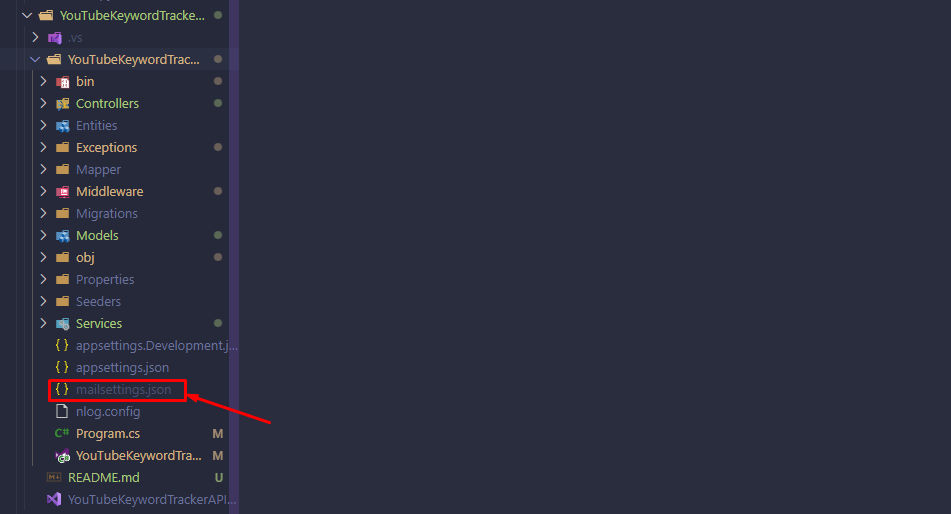 YouTubeKeywordTracke...
.vs
YouTubeKeywordTrac...
bin
Controllers
Entities
Exceptions
Mapper
Middleware
Migrations
Models
obj
Properties
Seeders
Services
{ } appsettings.Development.j...
{ } appsettings.json
{ } mailsettings.json
nlog.config
C# Program.cs M
YouTubeKeywordTra... M
README.md U
YouTubeKeywordTrackerAPI...